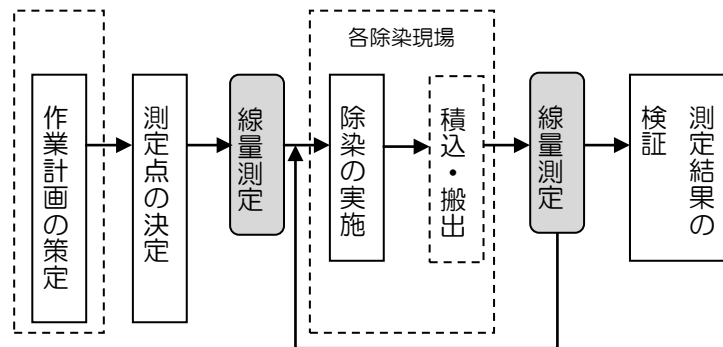 各除染現場
作業計画の策定
測定点の決定
線量測定
除染の実施
積込・搬出
線量測定
測定結果の
検証